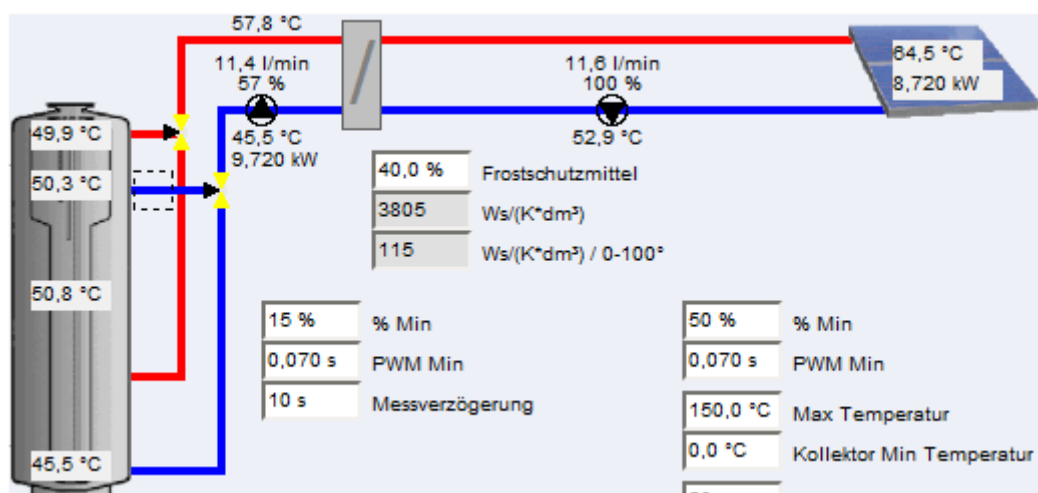 57,8 °C
11,4 l/min
57 %
11,6 l/min
100 %
64,5 °C
8,720 kW
49,9 °C
45,5 °C
9,720 kW
52,9 °C
50,3 °C
40,0 % Frostschutzmittel
3805 Ws/(K*dm³)
115 Ws/(K*dm³) / 0-100°
50,8 °C
15 % % Min
50 % % Min
0,070 s PWM Min
0,070 s PWM Min
10 s Messverzögerung
150,0 °C Max Temperatur
45,5 °C
0,0 °C Kollektor Min Temperatur